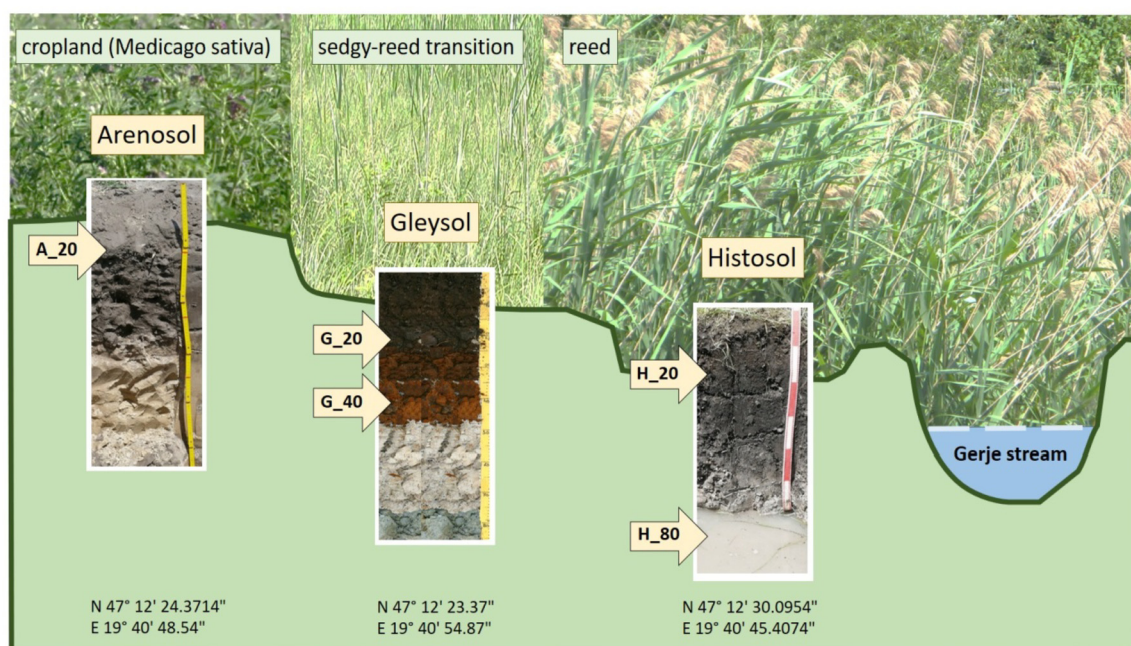 cropland (Medicago sativa)
sedgy-reed transition
reed
Arenosol
Gleysol
Histosol
A_20
G_20
G_40
H_20
H_80
Gerje stream
N 47° 12' 24.3714"
E 19° 40' 48.54"
N 47° 12' 23.37"
E 19° 40' 54.87"
N 47° 12' 30.0954"
E 19° 40' 45.4074"